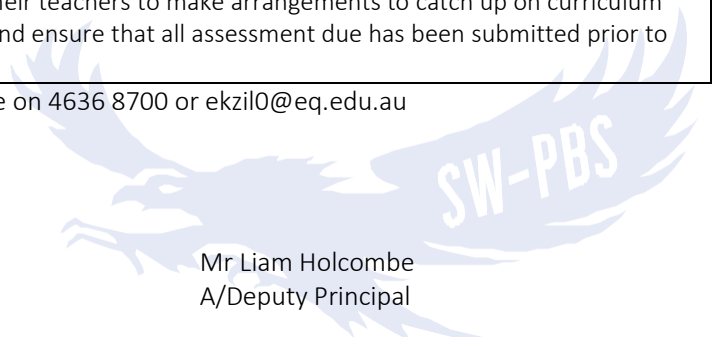 their teachers to make arrangements to catch up on curriculum
nd ensure that all assessment due has been submitted prior to
e on 4636 8700 or ekzil0@eq.edu.au
SW-PBS
Mr Liam Holcombe
A/Deputy Principal